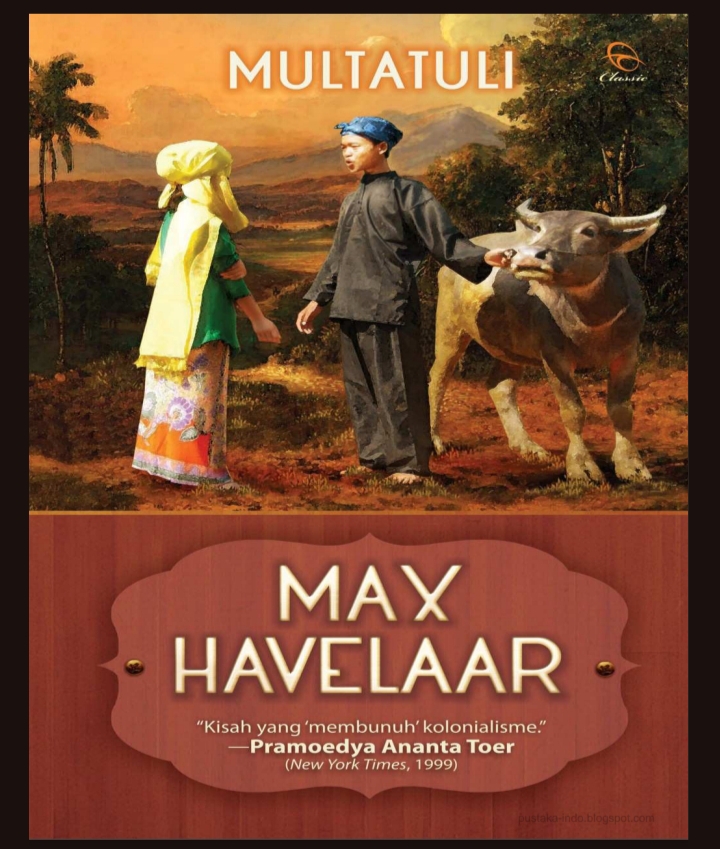 MULTATULI
Classic
MAX
HAVELAAR
“Kisah yang ‘membunuh’ kolonialisme.”
—Pramoedya Ananta Toer
(New York Times, 1999)
pustaka-indo.blogspot.com